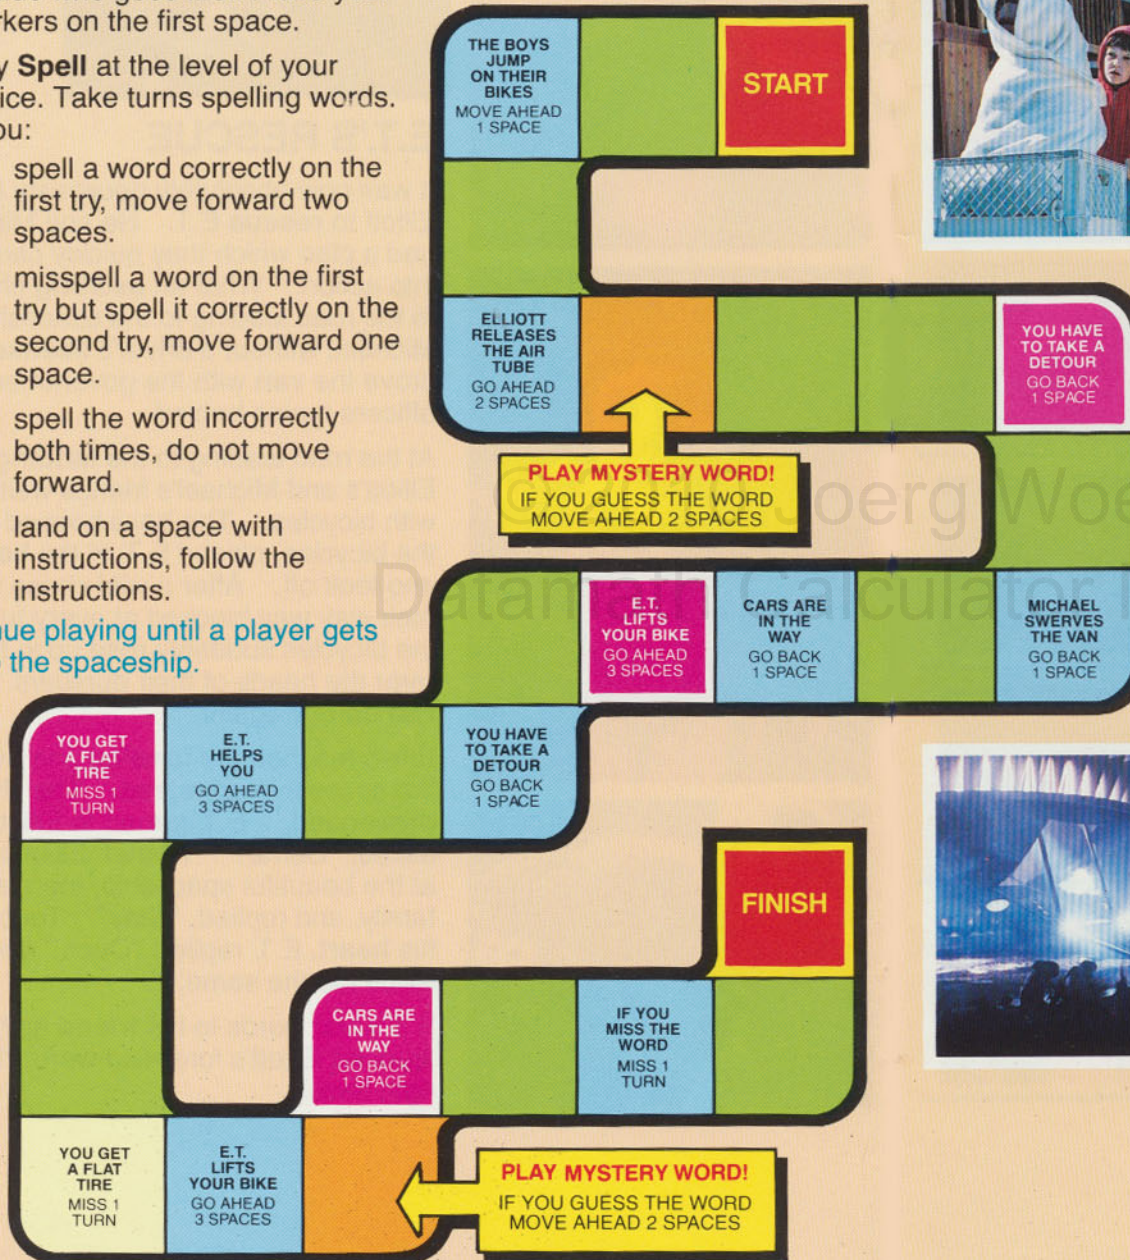 rkers on the first space.
y Spell at the level of your
ice. Take turns spelling words.
ou:
spell a word correctly on the
first try, move forward two
spaces.
misspell a word on the first
try but spell it correctly on the
second try, move forward one
space.
spell the word incorrectly
both times, do not move
forward.
land on a space with
instructions, follow the
instructions.
nue playing until a player gets
the spaceship.
START
THE BOYS
JUMP
ON THEIR
BIKES
MOVE AHEAD
1 SPACE
ELLIOTT
RELEASES
THE AIR
TUBE
GO AHEAD
2 SPACES
PLAY MYSTERY WORD!
IF YOU GUESS THE WORD
MOVE AHEAD 2 SPACES
YOU HAVE
TO TAKE A
DETOUR
GO BACK
1 SPACE
MICHAEL
SWERVES
THE VAN
GO BACK
1 SPACE
CARS ARE
IN THE
WAY
GO BACK
1 SPACE
E.T.
LIFTS
YOUR BIKE
GO AHEAD
3 SPACES
YOU HAVE
TO TAKE A
DETOUR
GO BACK
1 SPACE
E.T.
HELPS
YOU
GO AHEAD
3 SPACES
YOU GET
A FLAT
TIRE
MISS 1
TURN
YOU GET
A FLAT
TIRE
MISS 1
TURN
E.T.
LIFTS
YOUR BIKE
GO AHEAD
3 SPACES
PLAY MYSTERY WORD!
IF YOU GUESS THE WORD
MOVE AHEAD 2 SPACES
CARS ARE
IN THE
WAY
GO BACK
1 SPACE
IF YOU
MISS THE
WORD
MISS 1
TURN
FINISH
Joerg Woe
Datamath Calculator